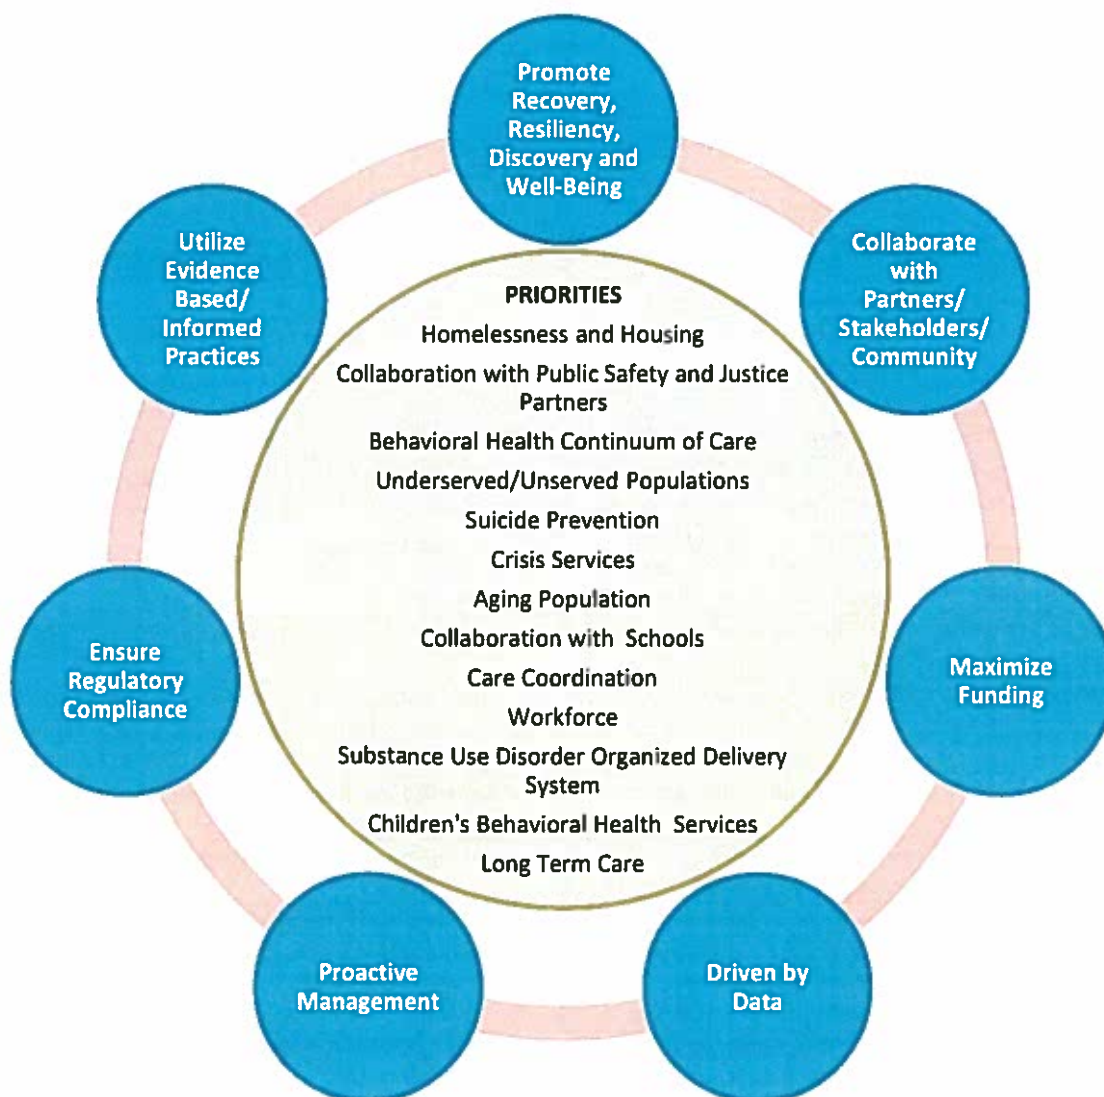 Promote
Recovery,
Resiliency,
Discovery and
Well-Being
Collaborate
with
Partners/
Stakeholders/
Community
Maximize
Funding
Driven by
Data
Proactive
Management
Ensure
Regulatory
Compliance
Utilize
Evidence
Based/
Informed
Practices
PRIORITIES
Homelessness and Housing
Collaboration with Public Safety and Justice
Partners
Behavioral Health Continuum of Care
Underserved/Unserved Populations
Suicide Prevention
Crisis Services
Aging Population
Collaboration with Schools
Care Coordination
Workforce
Substance Use Disorder Organized Delivery
System
Children's Behavioral Health Services
Long Term Care